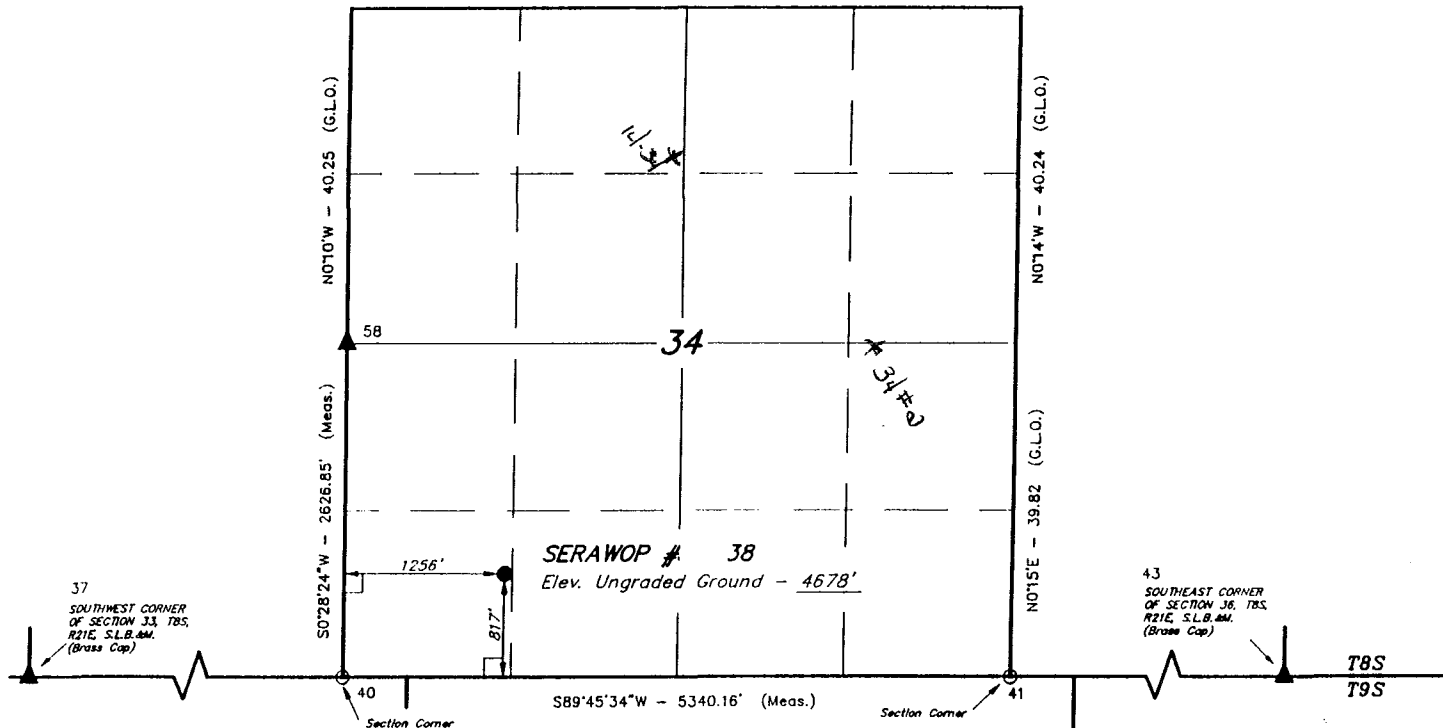 N0°10'W - 40.25 (G.L.O.)
N0°14'W - 40.24 (G.L.O.)
58
34
34 #2
S0°28'24"W - 2626.85' (Meas.)
N0°15'E - 39.82 (G.L.O.)
1256'
817'
SERAWOP # 38
Elev. Ungraded Ground - 4678'
37
SOUTHWEST CORNER
OF SECTION 33, T8S,
R21E, S.L.B.&M.
(Brass Cap)
43
SOUTHEAST CORNER
OF SECTION 36, T8S,
R21E, S.L.B.&M.
(Brass Cap)
T8S
T9S
40
41
Section Corner
S89°45'34"W - 5340.16' (Meas.)
Section Corner